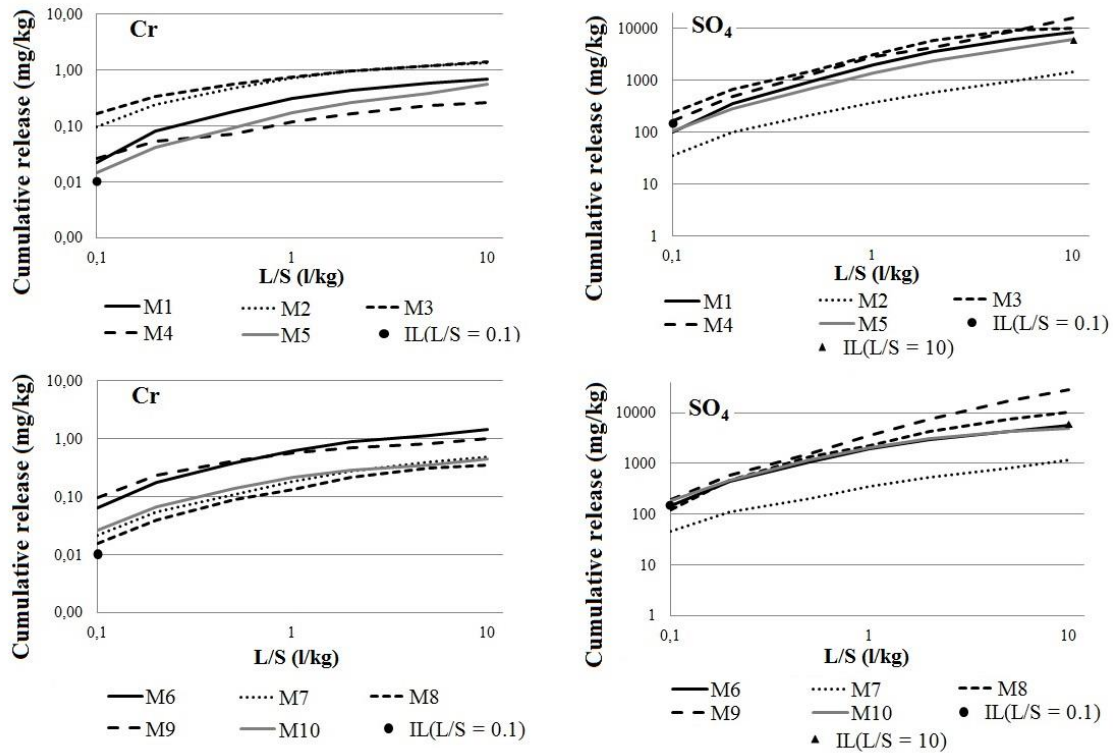 Cr
Cumulative release (mg/kg)
10,00
1,00
0,10
0,01
0,00
0,1
1
10
L/S (l/kg)
M1
M2
M3
M4
M5
IL(L/S = 0.1)
SO4
Cumulative release (mg/kg)
10000
1000
100
10
1
0,1
1
10
L/S (l/kg)
M1
M2
M3
M4
M5
IL(L/S = 0.1)
IL(L/S = 10)
Cr
Cumulative release (mg/kg)
10,00
1,00
0,10
0,01
0,00
0,1
1
10
L/S (l/kg)
M6
M7
M8
M9
M10
IL(L/S = 0.1)
SO4
Cumulative release (mg/kg)
10000
1000
100
10
1
0,1
1
10
L/S (l/kg)
M6
M7
M8
M9
M10
IL(L/S = 0.1)
IL(L/S = 10)